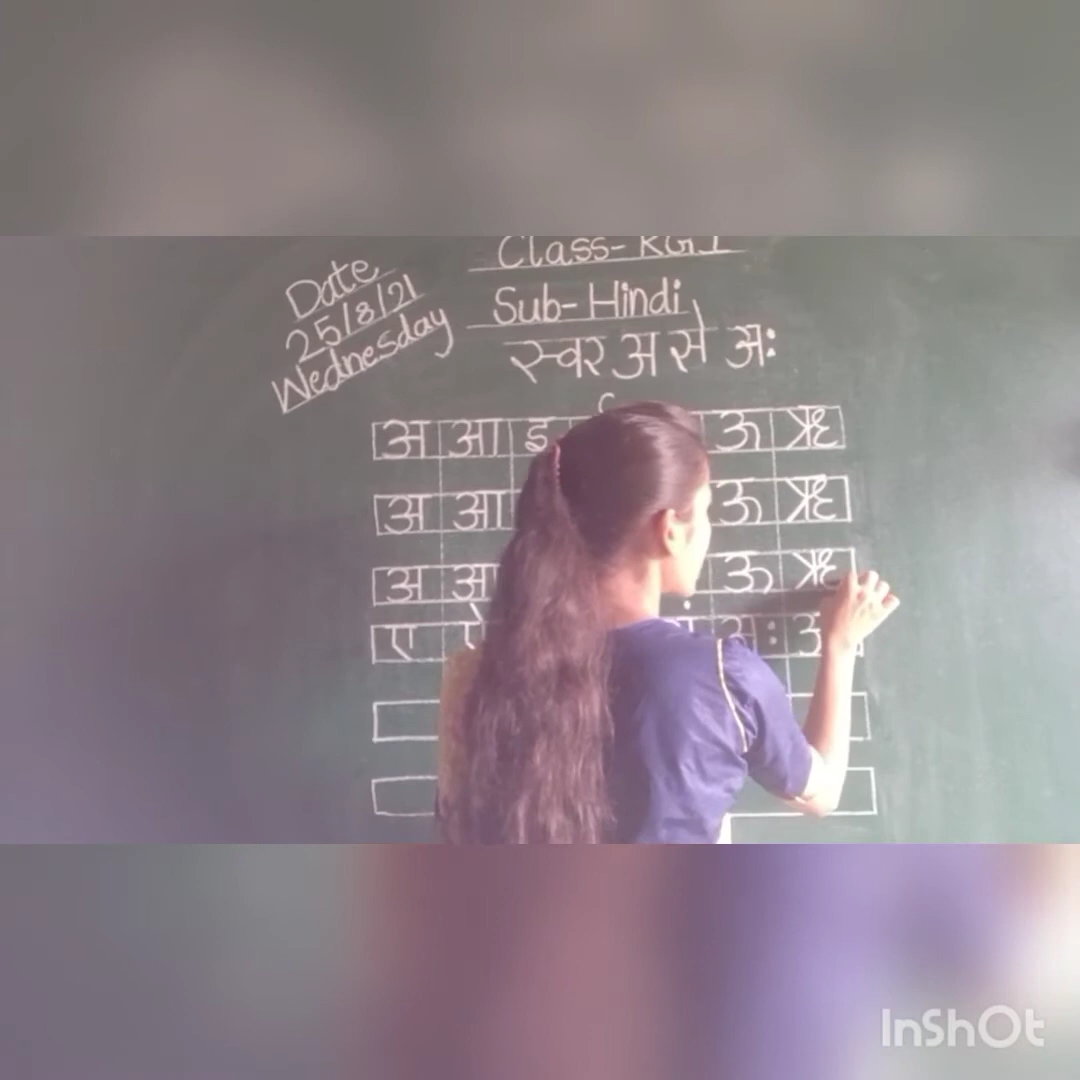 Class- KG I
Date
25/8/21
Wednesday
Sub- Hindi
स्वर अ से अः
अ आ इ ऊ ऋ
अ आ ऊ ऋ
अ आ ऊ ऋ
ए ऐ अः
InShOt